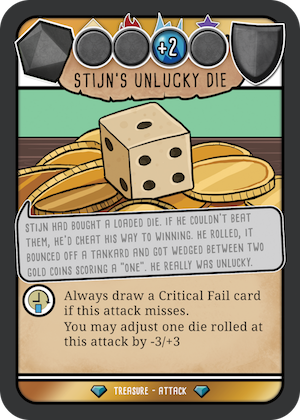 +2
STIJN'S UNLUCKY DIE
STIJN HAD BOUGHT A LOADED DIE. IF HE COULDN'T BEAT
THEM, HE'D CHEAT HIS WAY TO WINNING. HE ROLLED, IT
BOUNCED OFF A TANKARD AND GOT WEDGED BETWEEN TWO
GOLD COINS SCORING A "ONE". HE REALLY WAS UNLUCKY.
Always draw a Critical Fail card
if this attack misses.
You may adjust one die rolled at
this attack by -3/+3
TREASURE - ATTACK